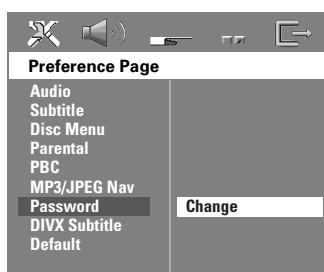 Preference Page
Audio
Subtitle
Disc Menu
Parental
PBC
MP3/JPEG Nav
Password
Change
DIVX Subtitle
Default